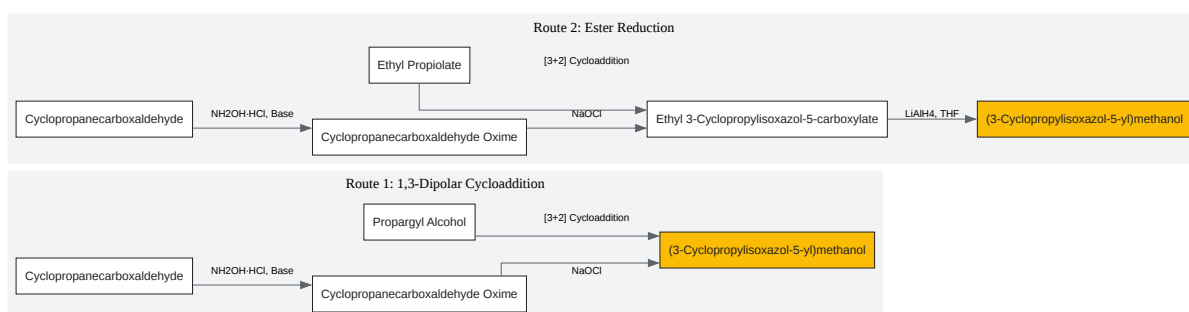 Route 2: Ester Reduction
Ethyl Propiolate
[3+2] Cycloaddition
Cyclopropanecarboxaldehyde
NH2OH·HCl, Base
Cyclopropanecarboxaldehyde Oxime
NaOCl
Ethyl 3-Cyclopropylisoxazol-5-carboxylate
LiAlH4, THF
(3-Cyclopropylisoxazol-5-yl)methanol
Route 1: 1,3-Dipolar Cycloaddition
Propargyl Alcohol
[3+2] Cycloaddition
(3-Cyclopropylisoxazol-5-yl)methanol
Cyclopropanecarboxaldehyde
NH2OH·HCl, Base
Cyclopropanecarboxaldehyde Oxime
NaOCl